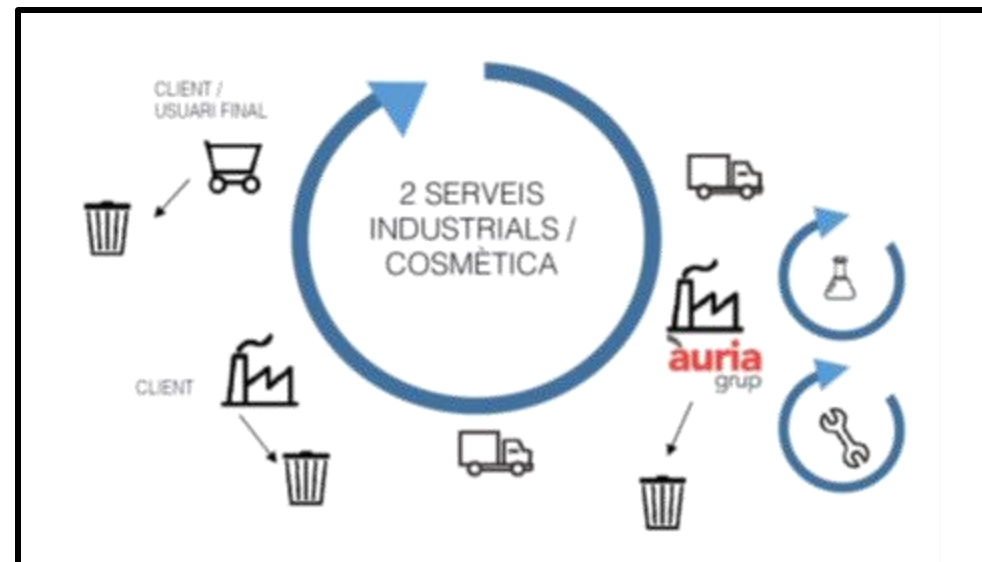 CLIENT /
USUARI FINAL
2 SERVEIS
INDUSTRIALS /
COSMÈTICA
àuria
grup
CLIENT